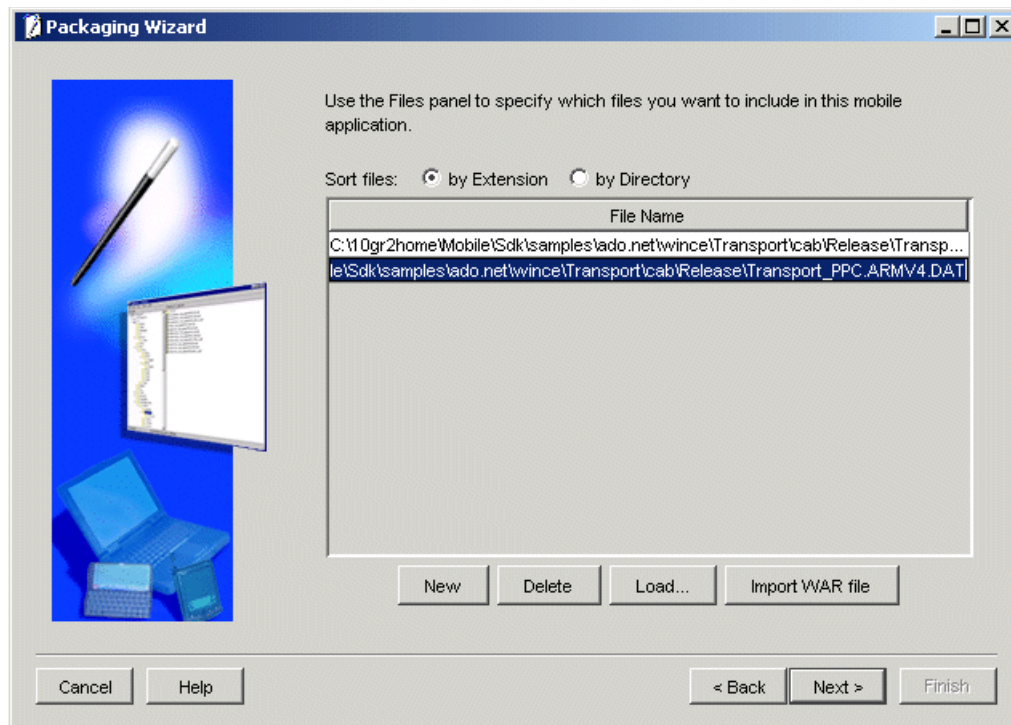 Packaging Wizard
Use the Files panel to specify which files you want to include in this mobile
application.
Sort files: by Extension by Directory
File Name
C:\10gr2home\Mobile\Sdk\samples\ado.net\wince\Transport\cab\Release\Transp...
le\Sdk\samples\ado.net\wince\Transport\cab\Release\Transport_PPC.ARMV4.DAT
New Delete Load... Import WAR file
Cancel Help < Back Next > Finish